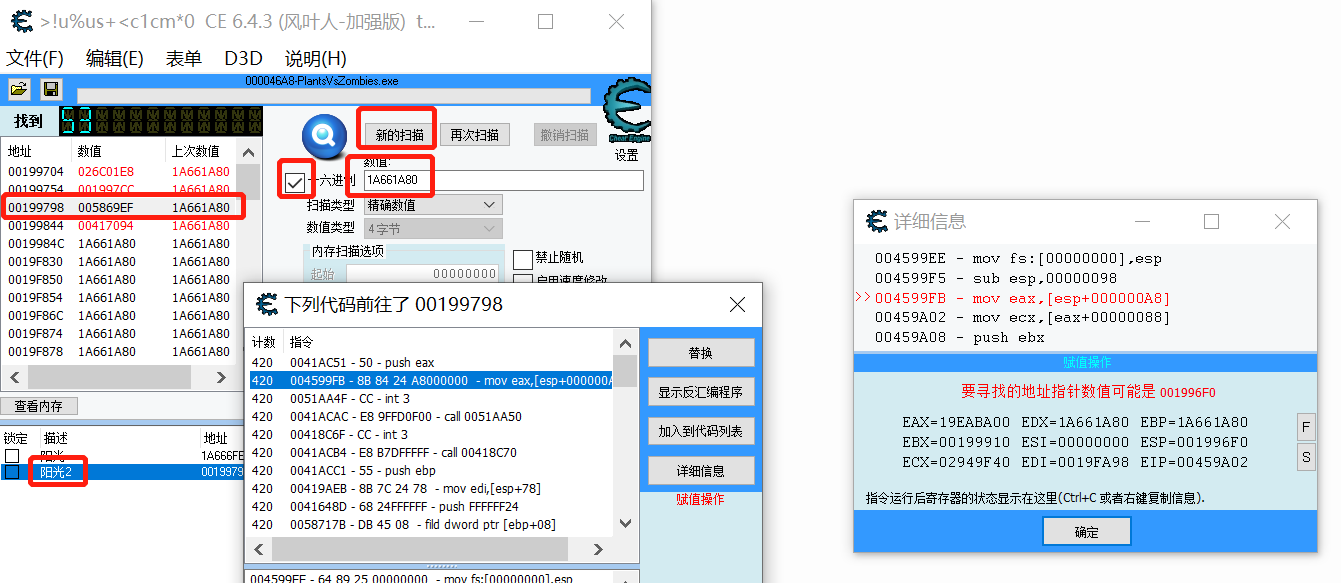 >!u%us+<c1cm*0 CE 6.4.3 (风叶人-加强版) t...
文件(F) 编辑(E) 表单 D3D 说明(H)
000046A8-PlantsVsZombies.exe
找到
新的扫描 再次扫描 撤销扫描
设置
地址 数值 上次数值
00199704 026C01E8 1A661A80
00199754 001997CC 1A661A80
00199798 005869EF 1A661A80
00199844 00417094 1A661A80
0019984C 1A661A80 1A661A80
0019F830 1A661A80 1A661A80
0019F850 1A661A80 1A661A80
0019F854 1A661A80 1A661A80
0019F86C 1A661A80 1A661A80
0019F874 1A661A80 1A661A80
0019F878 1A661A80 1A661A80
数值:
十六进制 1A661A80
扫描类型 精确数值
数值类型 4 字节
内存扫描选项
起始 00000000
禁止随机
启用速度修改
查看内存
锁定 描述 地址
阳光 1A666FE
阳光2 0019979
下列代码前往了 00199798
计数 指令
420 0041AC51 - 50 - push eax
420 004599FB - 8B 84 24 A8000000 - mov eax,[esp+000000A
420 0051AA4F - CC - int 3
420 0041ACAC - E8 9FFD0F00 - call 0051AA50
420 00418C6F - CC - int 3
420 0041ACB4 - E8 B7DFFFFF - call 00418C70
420 0041ACC1 - 55 - push ebp
420 00419AEB - 8B 7C 24 78 - mov edi,[esp+78]
420 0041648D - 68 24FFFFFF - push FFFFFF24
420 0058717B - DB 45 08 - fild dword ptr [ebp+08]
替换
显示反汇编程序
加入到代码列表
详细信息
赋值操作
004599EE - 64 89 25 00000000 - mov fs:[00000000],esp
详细信息
004599EE - mov fs:[00000000],esp
004599F5 - sub esp,00000098
>>004599FB - mov eax,[esp+000000A8]
00459A02 - mov ecx,[eax+00000088]
00459A08 - push ebx
赋值操作
要寻找的地址指针数值可能是 001996F0
EAX=19EABA00 EDX=1A661A80 EBP=1A661A80
EBX=00199910 ESI=00000000 ESP=001996F0
ECX=02949F40 EDI=0019FA98 EIP=00459A02
F
S
指令运行后寄存器的状态显示在这里(Ctrl+C 或者右键复制信息).
确定